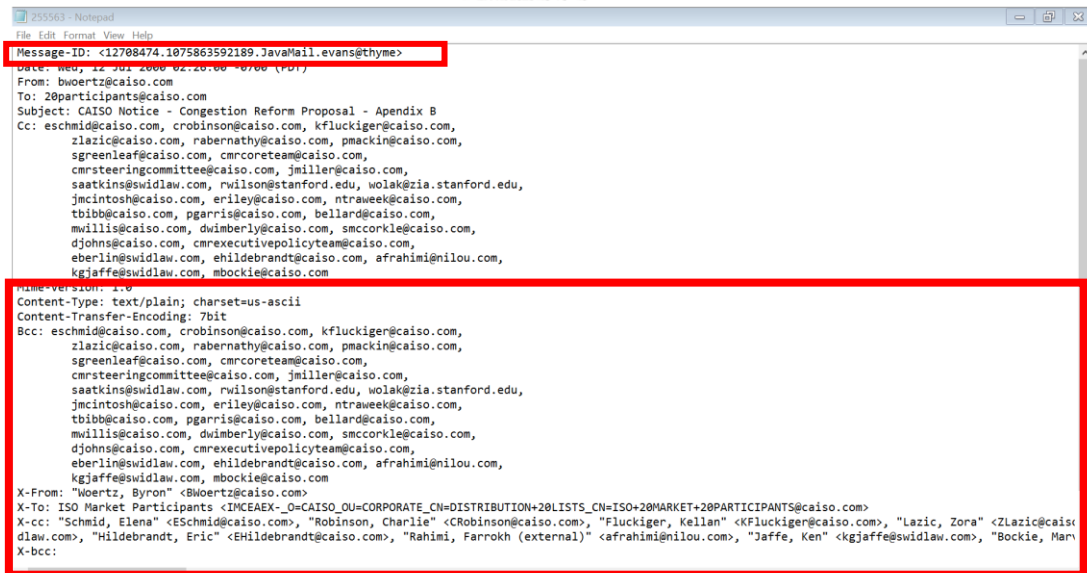 255563 - Notepad
File Edit Format View Help
Message-ID: <12708474.1075863592189.JavaMail.evans@thyme>
Date: Wed, 12 Jul 2000 02:28:00 -0700 (PDT)
From: bwoertz@caiso.com
To: 20participants@caiso.com
Subject: CAISO Notice - Congestion Reform Proposal - Apendix B
Cc: eschmid@caiso.com, crobinson@caiso.com, kfluckiger@caiso.com,
zlazic@caiso.com, rabernathy@caiso.com, pmackin@caiso.com,
sgreenleaf@caiso.com, cmrcoreteam@caiso.com,
cmrsteeringcommittee@caiso.com, jmiller@caiso.com,
saatkins@swidlaw.com, rwilson@stanford.edu, wolak@zia.stanford.edu,
jmcintosh@caiso.com, eriley@caiso.com, ntraweek@caiso.com,
tbibb@caiso.com, pgarris@caiso.com, bellard@caiso.com,
mwillis@caiso.com, dwimberly@caiso.com, smccorkle@caiso.com,
djohns@caiso.com, cmrexecutivepolicyteam@caiso.com,
eberlin@swidlaw.com, ehildebrandt@caiso.com, afrahimi@nilou.com,
kgjaffe@swidlaw.com, mbockie@caiso.com
Mime-Version: 1.0
Content-Type: text/plain; charset=us-ascii
Content-Transfer-Encoding: 7bit
Bcc: eschmid@caiso.com, crobinson@caiso.com, kfluckiger@caiso.com,
zlazic@caiso.com, rabernathy@caiso.com, pmackin@caiso.com,
sgreenleaf@caiso.com, cmrcoreteam@caiso.com,
cmrsteeringcommittee@caiso.com, jmiller@caiso.com,
saatkins@swidlaw.com, rwilson@stanford.edu, wolak@zia.stanford.edu,
jmcintosh@caiso.com, eriley@caiso.com, ntraweek@caiso.com,
tbibb@caiso.com, pgarris@caiso.com, bellard@caiso.com,
mwillis@caiso.com, dwimberly@caiso.com, smccorkle@caiso.com,
djohns@caiso.com, cmrexecutivepolicyteam@caiso.com,
eberlin@swidlaw.com, ehildebrandt@caiso.com, afrahimi@nilou.com,
kgjaffe@swidlaw.com, mbockie@caiso.com
X-From: "Woertz, Byron" <BWoertz@caiso.com>
X-To: ISO Market Participants <IMCEAEX-_O=CAISO_OU=CORPORATE_CN=DISTRIBUTION+20LISTS_CN=ISO+20MARKET+20PARTICIPANTS@caiso.com>
X-cc: "Schmid, Elena" <ESchmid@caiso.com>, "Robinson, Charlie" <CRobinson@caiso.com>, "Fluckiger, Kellan" <KFluckiger@caiso.com>, "Lazic, Zora" <ZLazic@caiso
dlaw.com>, "Hildebrandt, Eric" <EHildebrandt@caiso.com>, "Rahimi, Farrokh (external)" <afrahimi@nilou.com>, "Jaffe, Ken" <kgjaffe@swidlaw.com>, "Bockie, Mar
X-bcc: